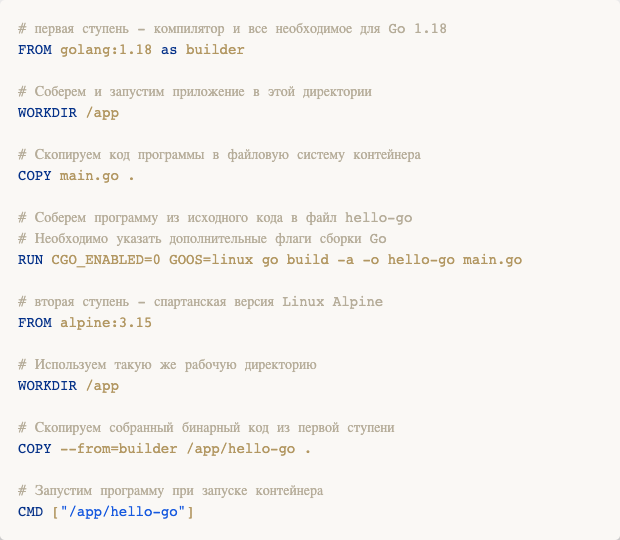 # первая ступень - компилятор и все необходимое для Go 1.18
FROM golang:1.18 as builder
# Соберем и запустим приложение в этой директории
WORKDIR /app
# Скопируем код программы в файловую систему контейнера
COPY main.go .
# Соберем программу из исходного кода в файл hello-go
# Необходимо указать дополнительные флаги сборки Go
RUN CGO_ENABLED=0 GOOS=linux go build -a -o hello-go main.go
# вторая ступень - спартанская версия Linux Alpine
FROM alpine:3.15
# Используем такую же рабочую директорию
WORKDIR /app
# Скопируем собранный бинарный код из первой ступени
COPY --from=builder /app/hello-go .
# Запустим программу при запуске контейнера
CMD ["/app/hello-go"]